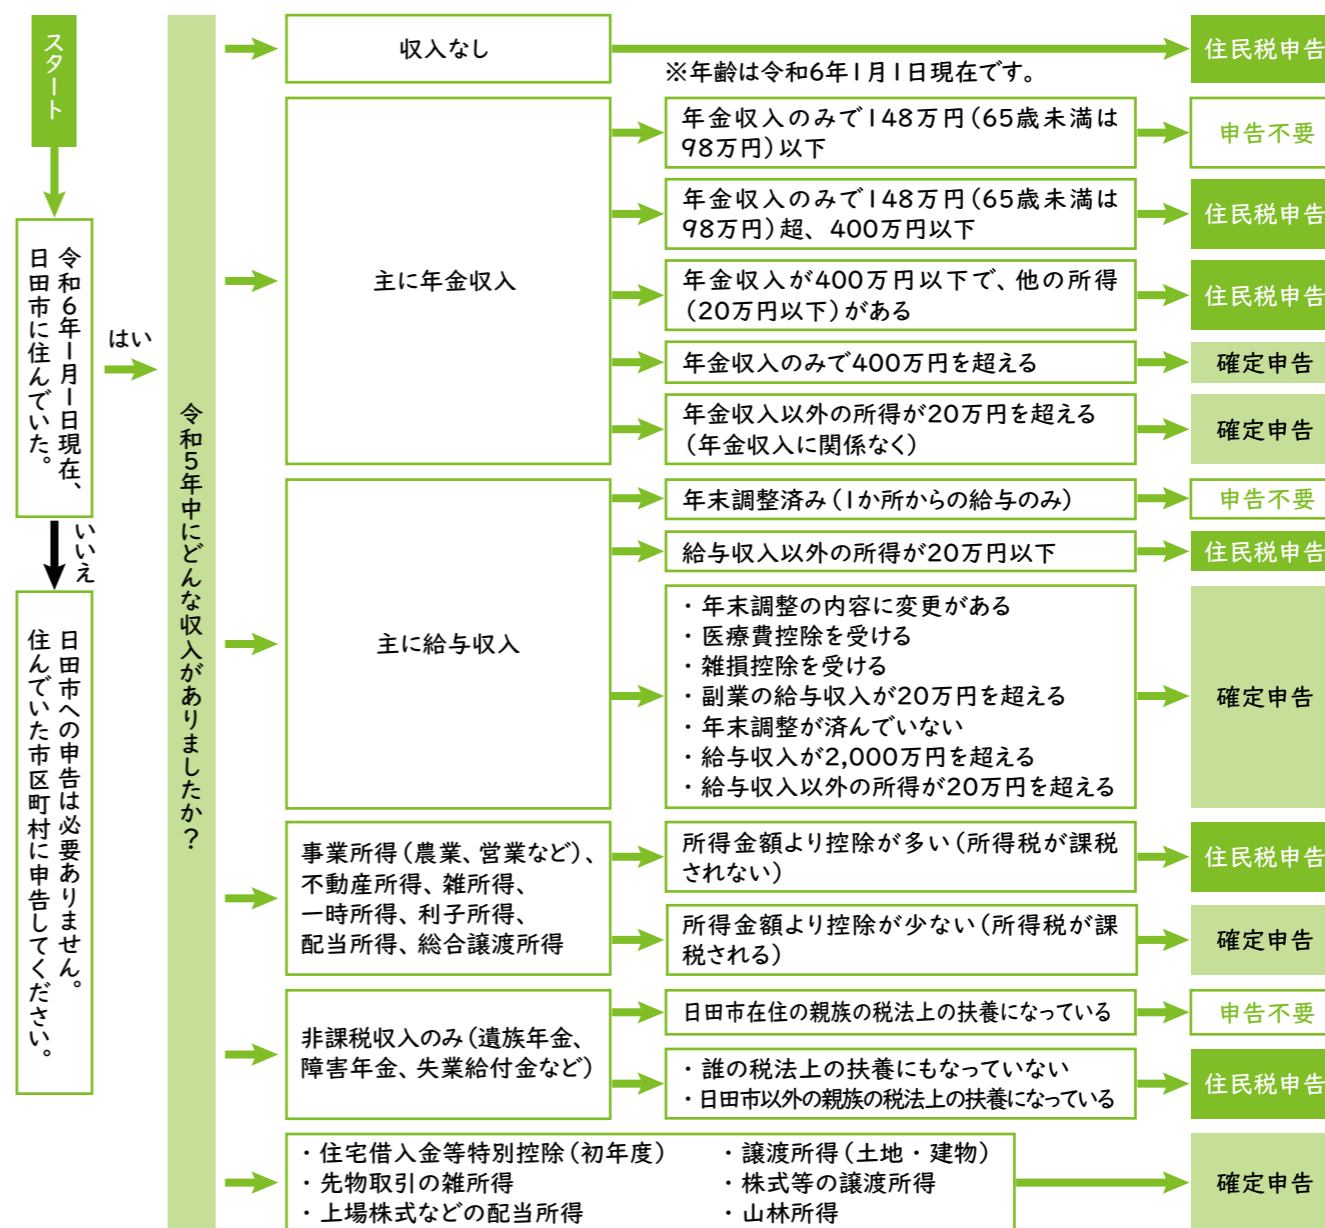 スタート
令和6年1月1日現在、
日田市に住んでいた。
はい
いいえ
日田市への申告は必要ありません。
住んでいた市区町村に申告してください。
令和5年中にどんな収入がありましたか？
収入なし
住民税申告
※年齢は令和6年1月1日現在です。
主に年金収入
年金収入のみで148万円（65歳未満は
98万円）以下
申告不要
年金収入のみで148万円（65歳未満は
98万円）超、400万円以下
住民税申告
年金収入が400万円以下で、他の所得
（20万円以下）がある
住民税申告
年金収入のみで400万円を超える
確定申告
年金収入以外の所得が20万円を超える
（年金収入に関係なく）
確定申告
主に給与収入
年末調整済み（1か所からの給与のみ）
申告不要
給与収入以外の所得が20万円以下
住民税申告
・年末調整の内容に変更がある
・医療費控除を受ける
・雑損控除を受ける
・副業の給与収入が20万円を超える
・年末調整が済んでいない
・給与収入が2,000万円を超える
・給与収入以外の所得が20万円を超える
確定申告
事業所得（農業、営業など）、
不動産所得、雑所得、
一時所得、利子所得、
配当所得、総合譲渡所得
所得金額より控除が多い（所得税が課税
されない）
住民税申告
所得金額より控除が少ない（所得税が課
税される）
確定申告
非課税収入のみ（遺族年金、
障害年金、失業給付金など）
日田市在住の親族の税法上の扶養になっている
申告不要
・誰の税法上の扶養にもなっていない
・日田市以外の親族の税法上の扶養になっている
住民税申告
・住宅借入金等特別控除（初年度）
・先物取引の雑所得
・上場株式などの配当所得
・譲渡所得（土地・建物）
・株式等の譲渡所得
・山林所得
確定申告